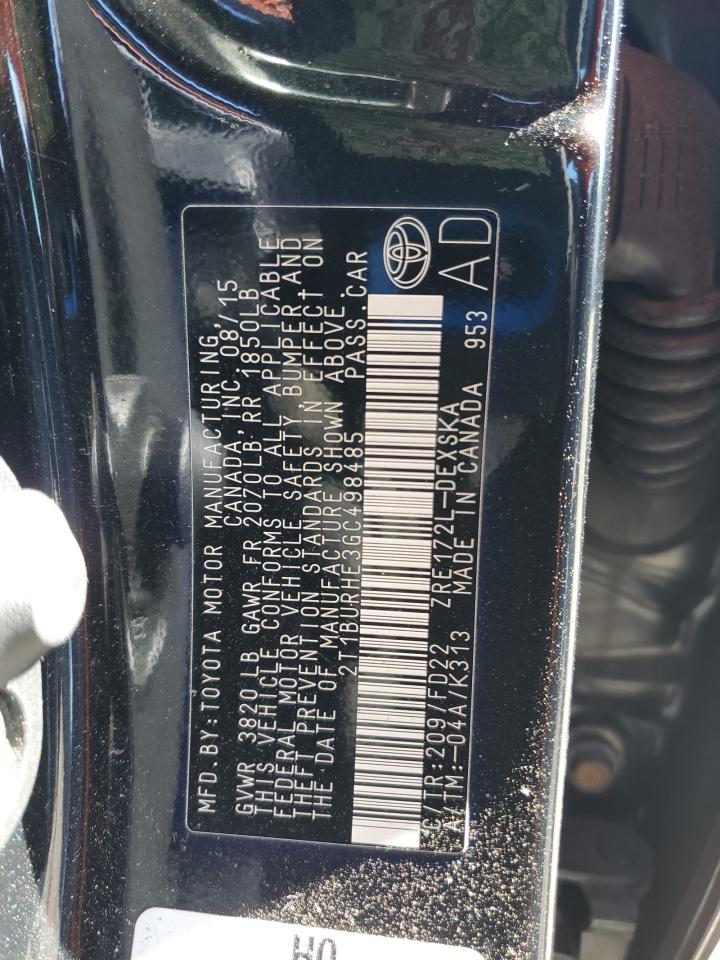 MFD.BY:TOYOTA MOTOR MANUFACTURING,
CANADA,INC.08/15
GVWR 3820LB GAWR FR 2070LB,RR 1850LB
THIS VEHICLE CONFORMS TO ALL APPLICABLE
FEDERAL MOTOR VEHICLE SAFETY,BUMPER,AND
THEFT PREVENTION STANDARDS IN EFFECT ON
THE DATE OF MANUFACTURE SHOWN ABOVE.
2T1BURHE3GC498485 PASS.CAR
C/TR:209/FD22 ZRE172L-DEXSKA
A/TM:-04A/K313 MADE IN CANADA 953
AD